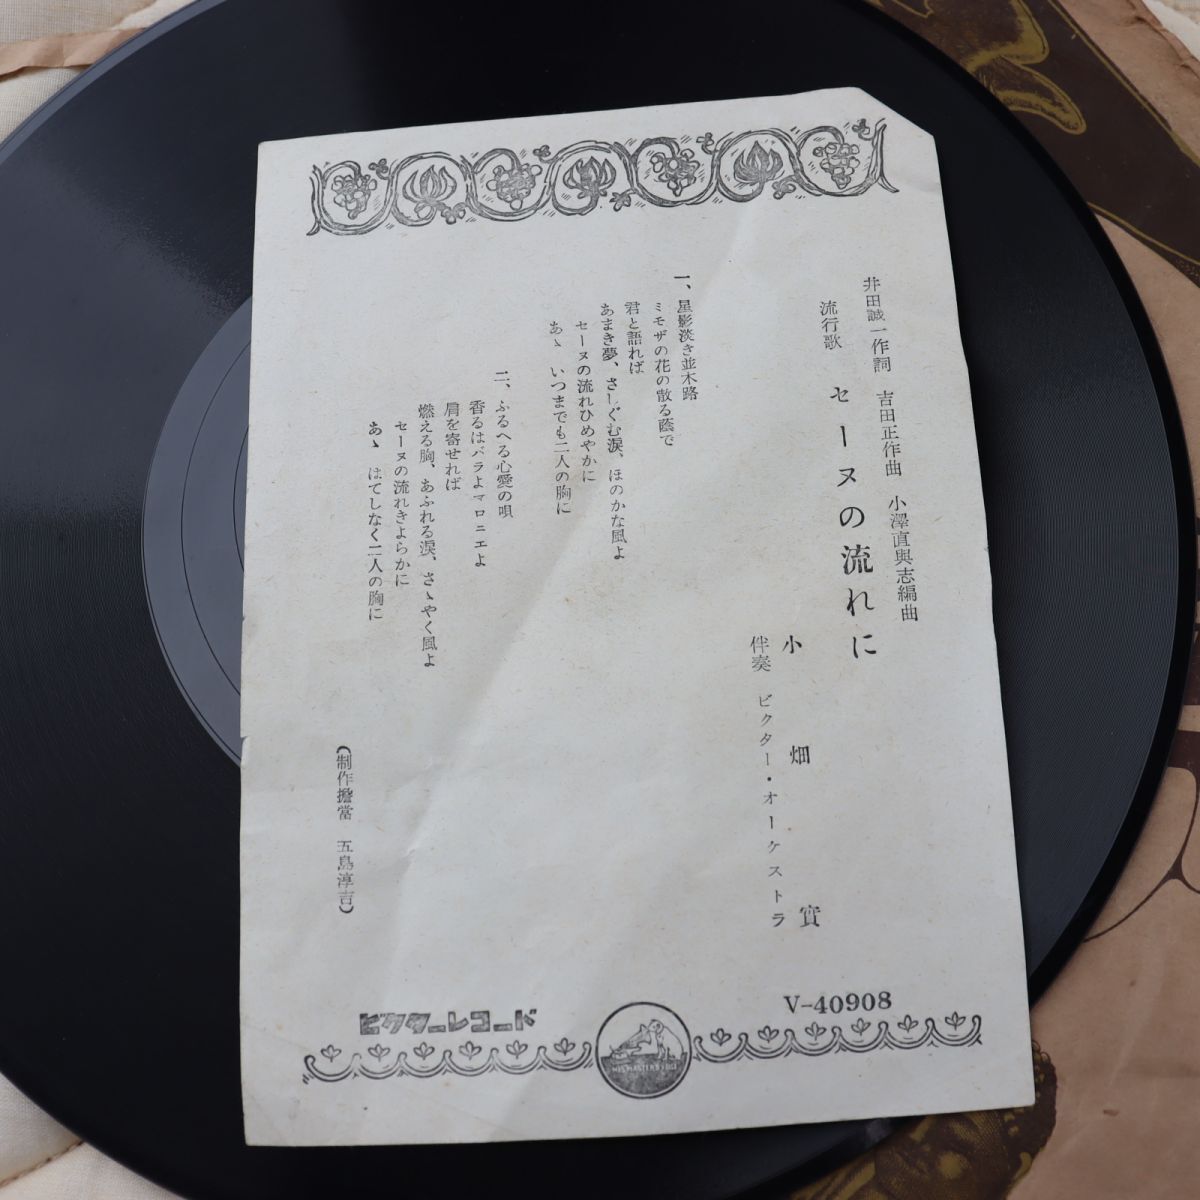 井田誠一作詞　吉田正作曲　小澤直與志編曲
流行歌　セーヌの流れに
小畑實
伴奏　ビクター・オーケストラ
一、星影淡き並木路
ミモザの花の散る蔭で
君と語れば
あまき夢、さしぐむ涙、ほのかな風よ
セーヌの流れひめやかに
あゝ　いつまでも二人の胸に
二、ふるへる心愛の唄
香るはバラよマロニエよ
肩を寄せれば
燃える胸、あふれる涙、さゝやく風よ
セーヌの流れきよらかに
あゝ　はてしなく二人の胸に
（制作擔當　五島淳吉）
V-40908
ビクターレコード
HIS MASTER'S VOICE